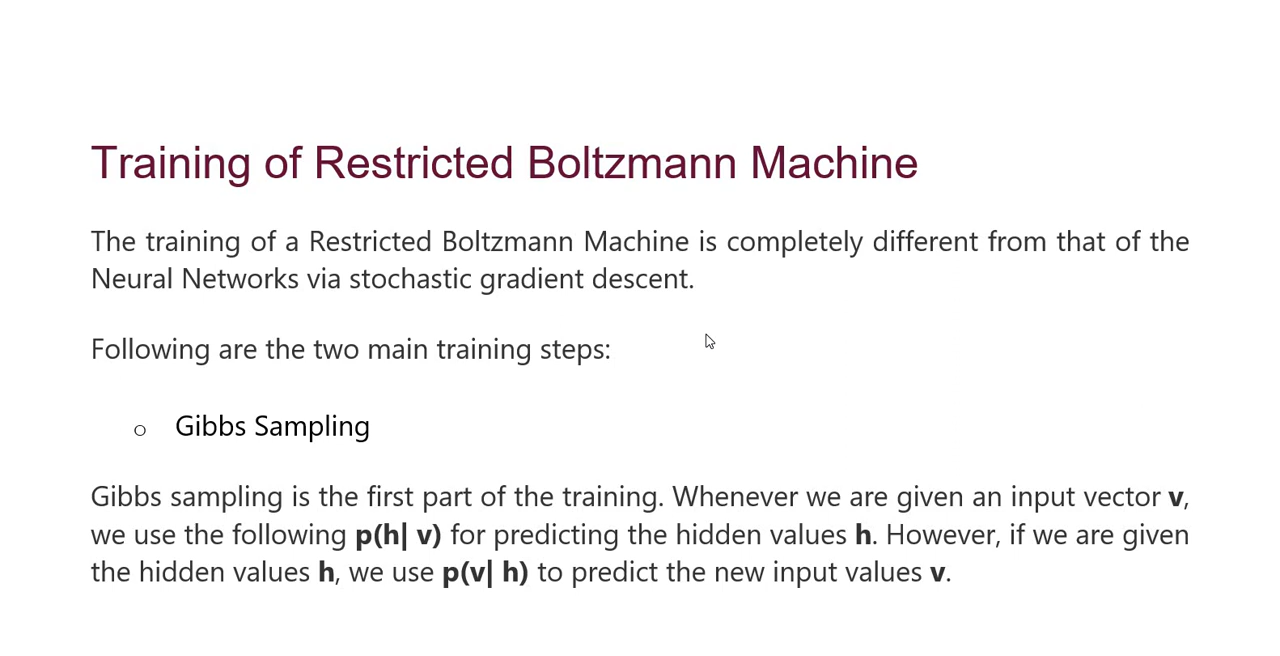 Training of Restricted Boltzmann Machine
The training of a Restricted Boltzmann Machine is completely different from that of the
Neural Networks via stochastic gradient descent.
Following are the two main training steps:
o Gibbs Sampling
Gibbs sampling is the first part of the training. Whenever we are given an input vector v,
we use the following p(h| v) for predicting the hidden values h. However, if we are given
the hidden values h, we use p(v| h) to predict the new input values v.